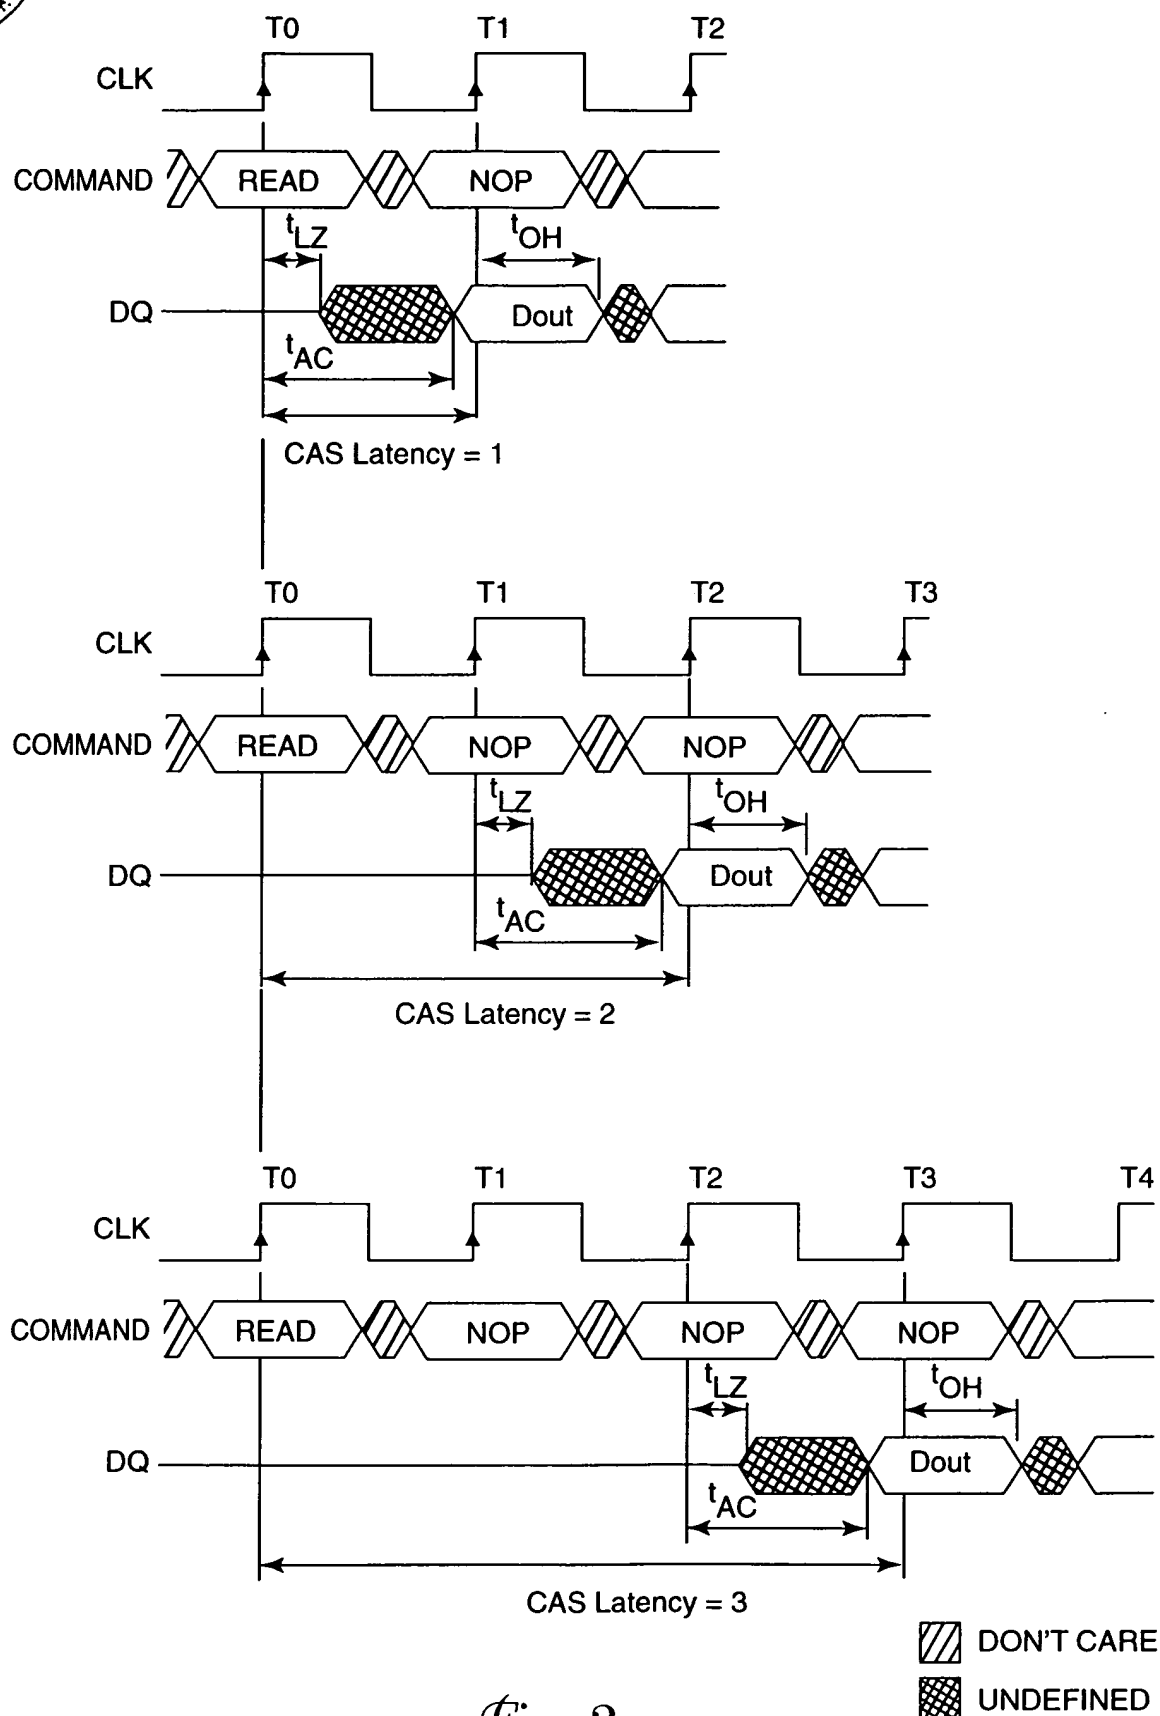 T0 T1 T2
CLK
COMMAND READ NOP
tLZ tOH
DQ Dout
tAC
CAS Latency = 1
T0 T1 T2 T3
CLK
COMMAND READ NOP NOP
tLZ tOH
DQ Dout
tAC
CAS Latency = 2
T0 T1 T2 T3 T4
CLK
COMMAND READ NOP NOP NOP
tLZ tOH
DQ Dout
tAC
CAS Latency = 3
DON'T CARE
UNDEFINED